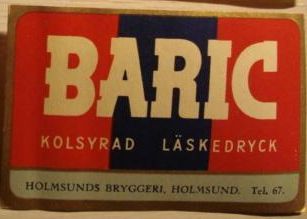 BARIC
KOLSYRAD LÄSKEDRYCK
HOLMSUNDS BRYGGERI, HOLMSUND. Tel. 67.